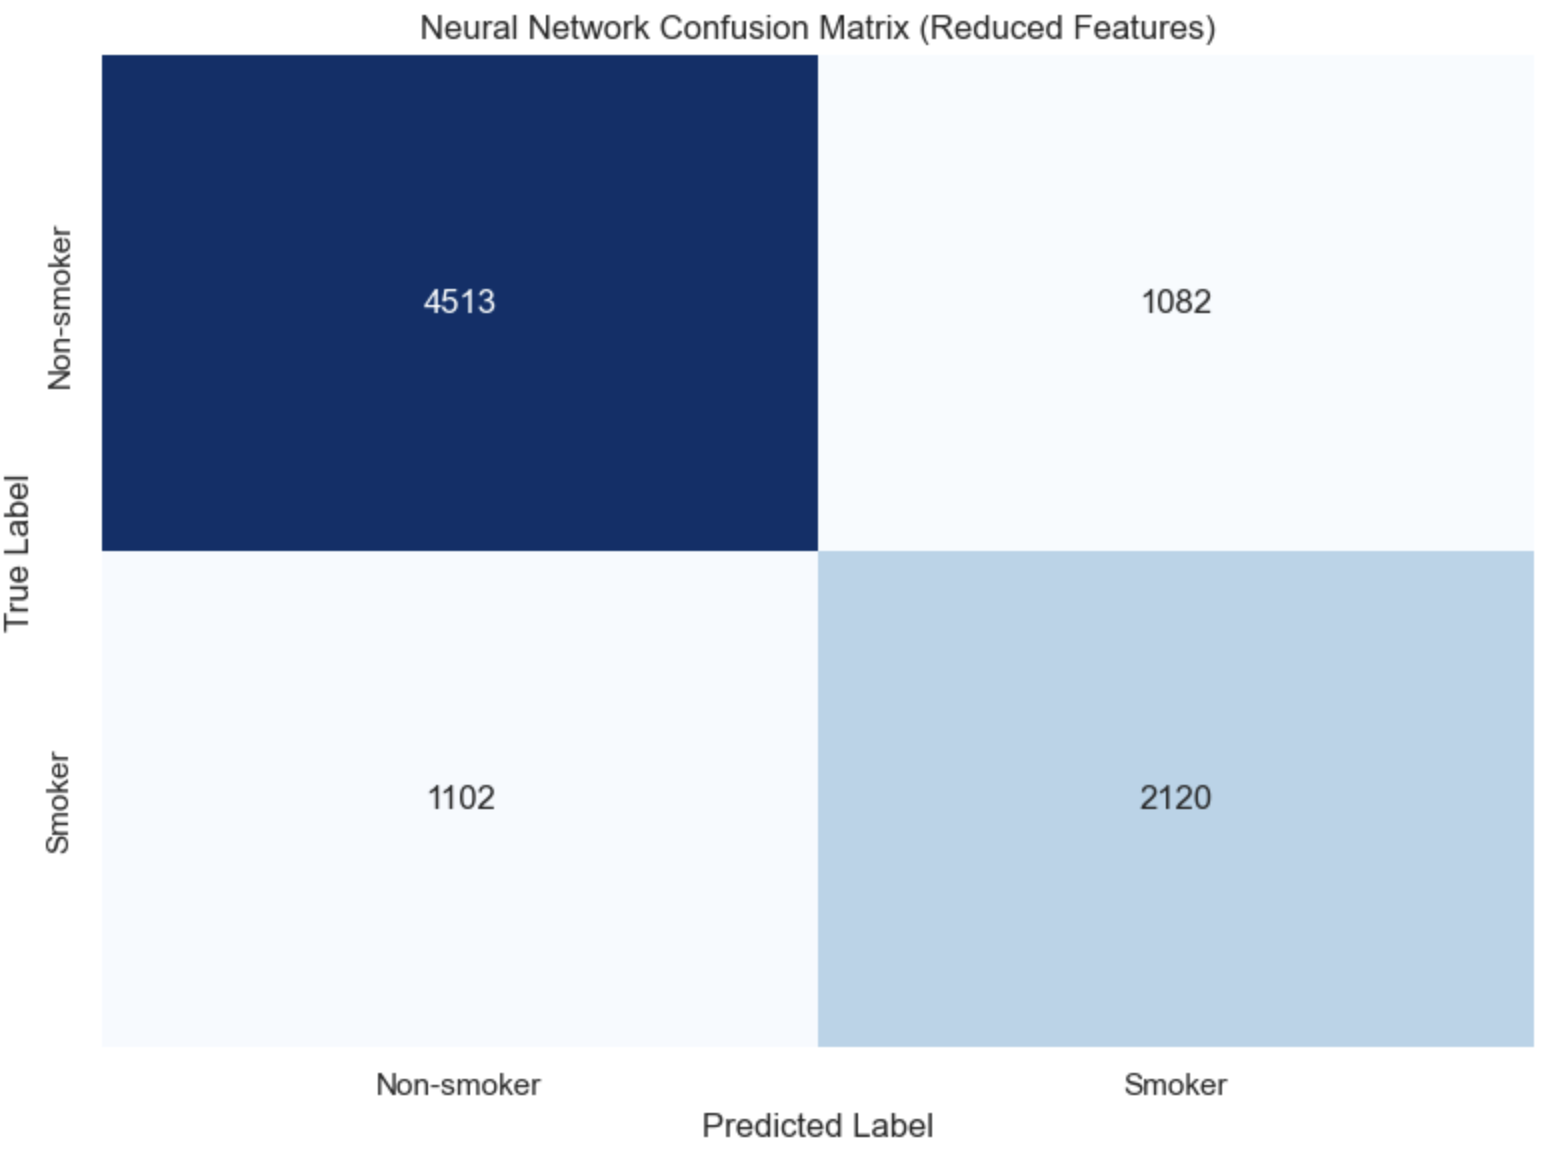 Neural Network Confusion Matrix (Reduced Features)
True Label
Non-smoker
4513
1082
Smoker
1102
2120
Non-smoker
Smoker
Predicted Label